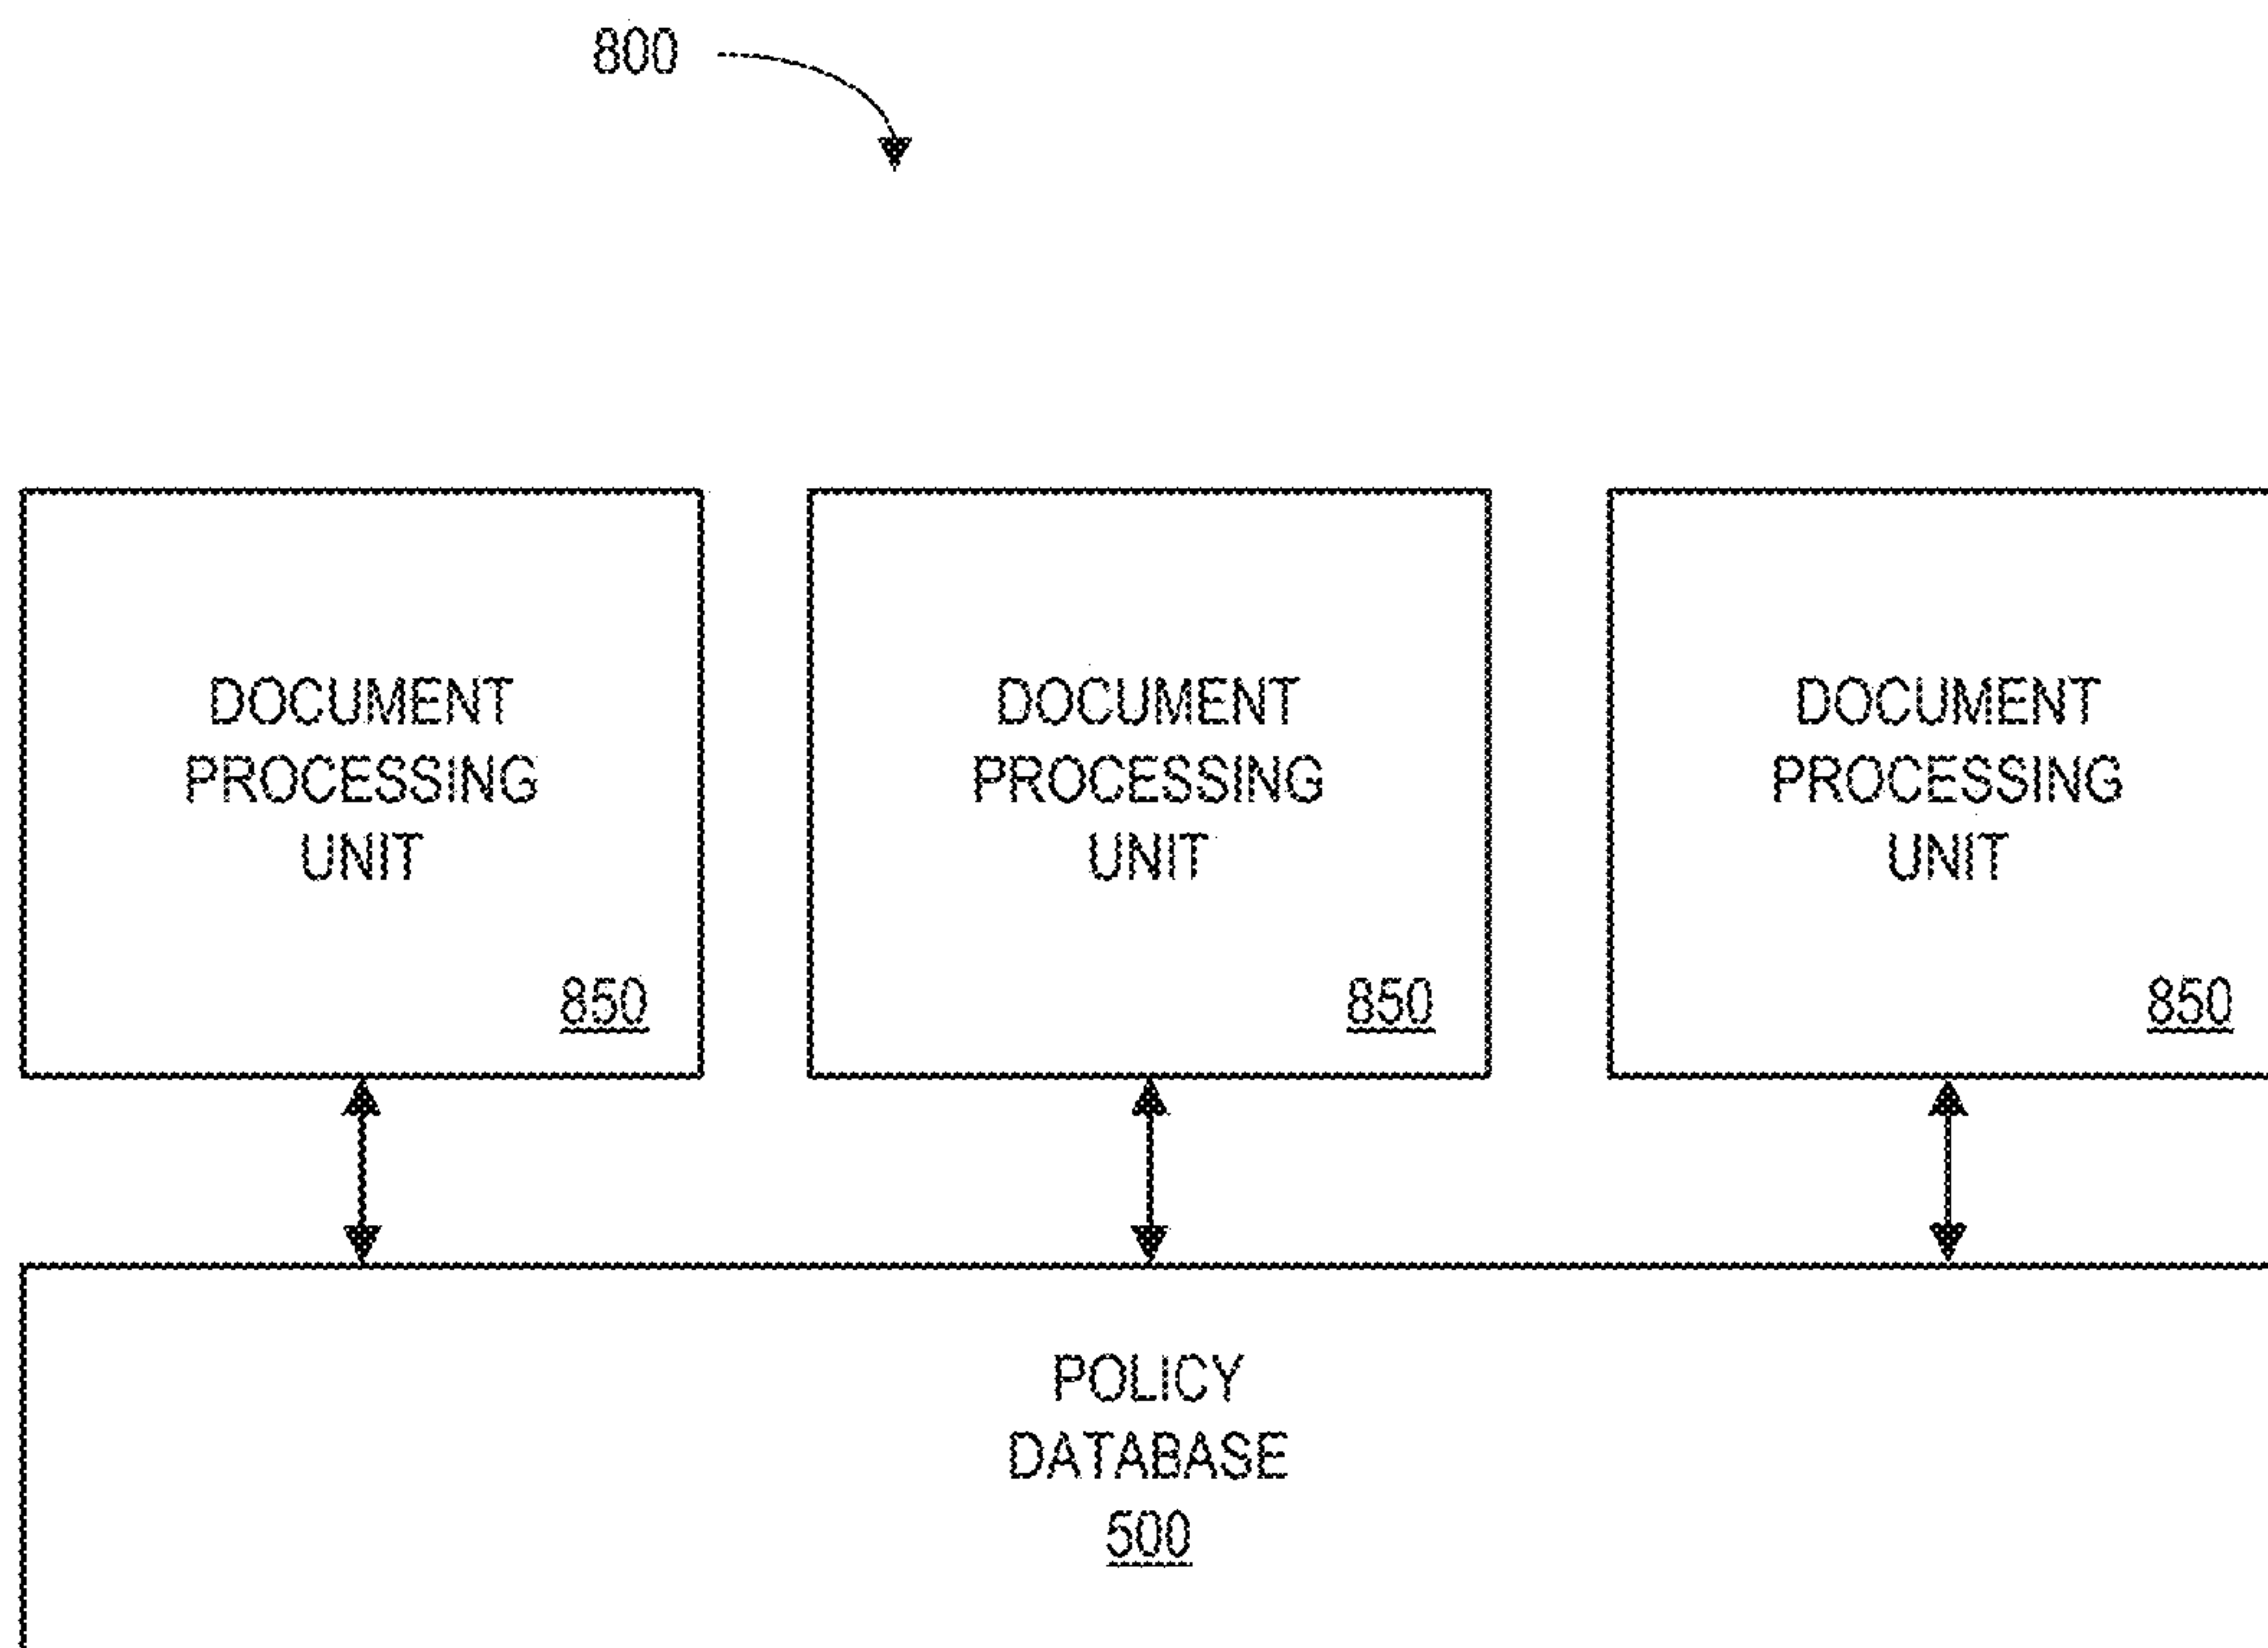 800
DOCUMENT
PROCESSING
UNIT
850
DOCUMENT
PROCESSING
UNIT
850
DOCUMENT
PROCESSING
UNIT
850
POLICY
DATABASE
500